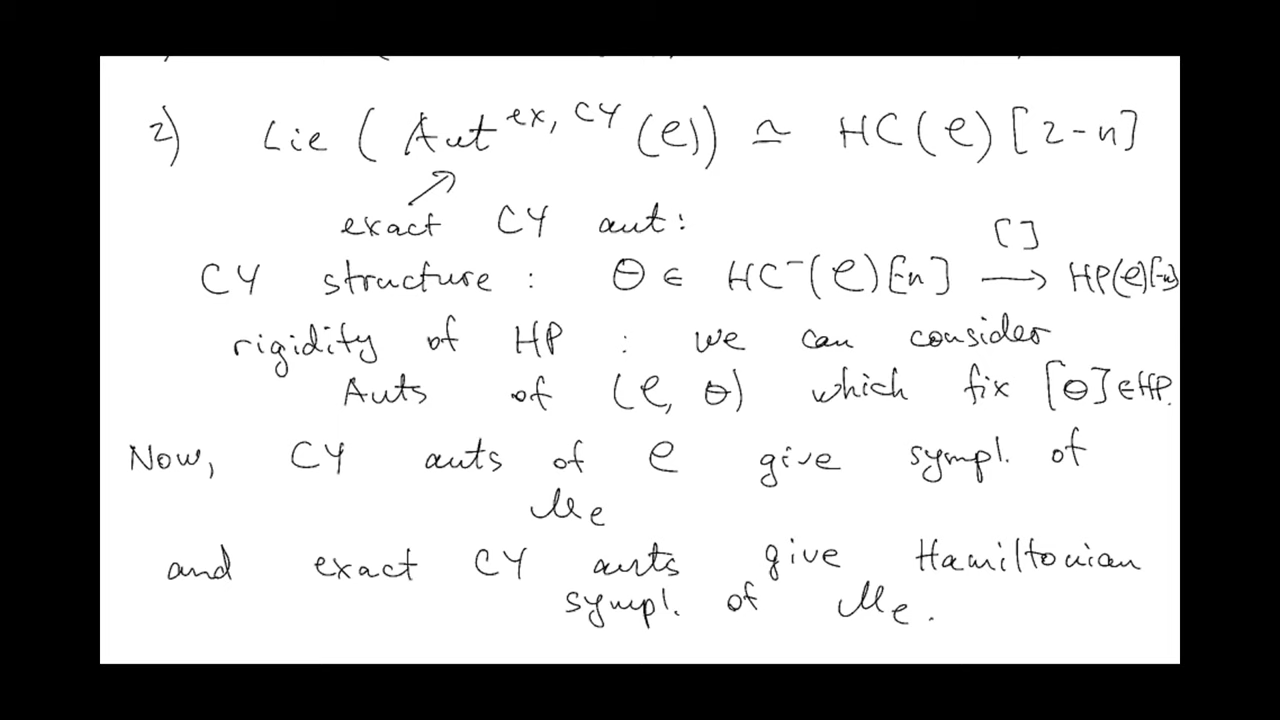 2) Lie ( Aut^{ex, CY} (C)) ≃ HC(C)[2-n]
exact CY aut:
CY structure : θ ∈ HC⁻(C)[-n] ⟶^{[ ]} HP(C)[-n]
rigidity of HP : we can consider
Auts of (C, θ) which fix [θ] ∈ HP.
Now, CY auts of C give sympl. of
M_C
and exact CY auts give Hamiltonian
sympl. of M_C.